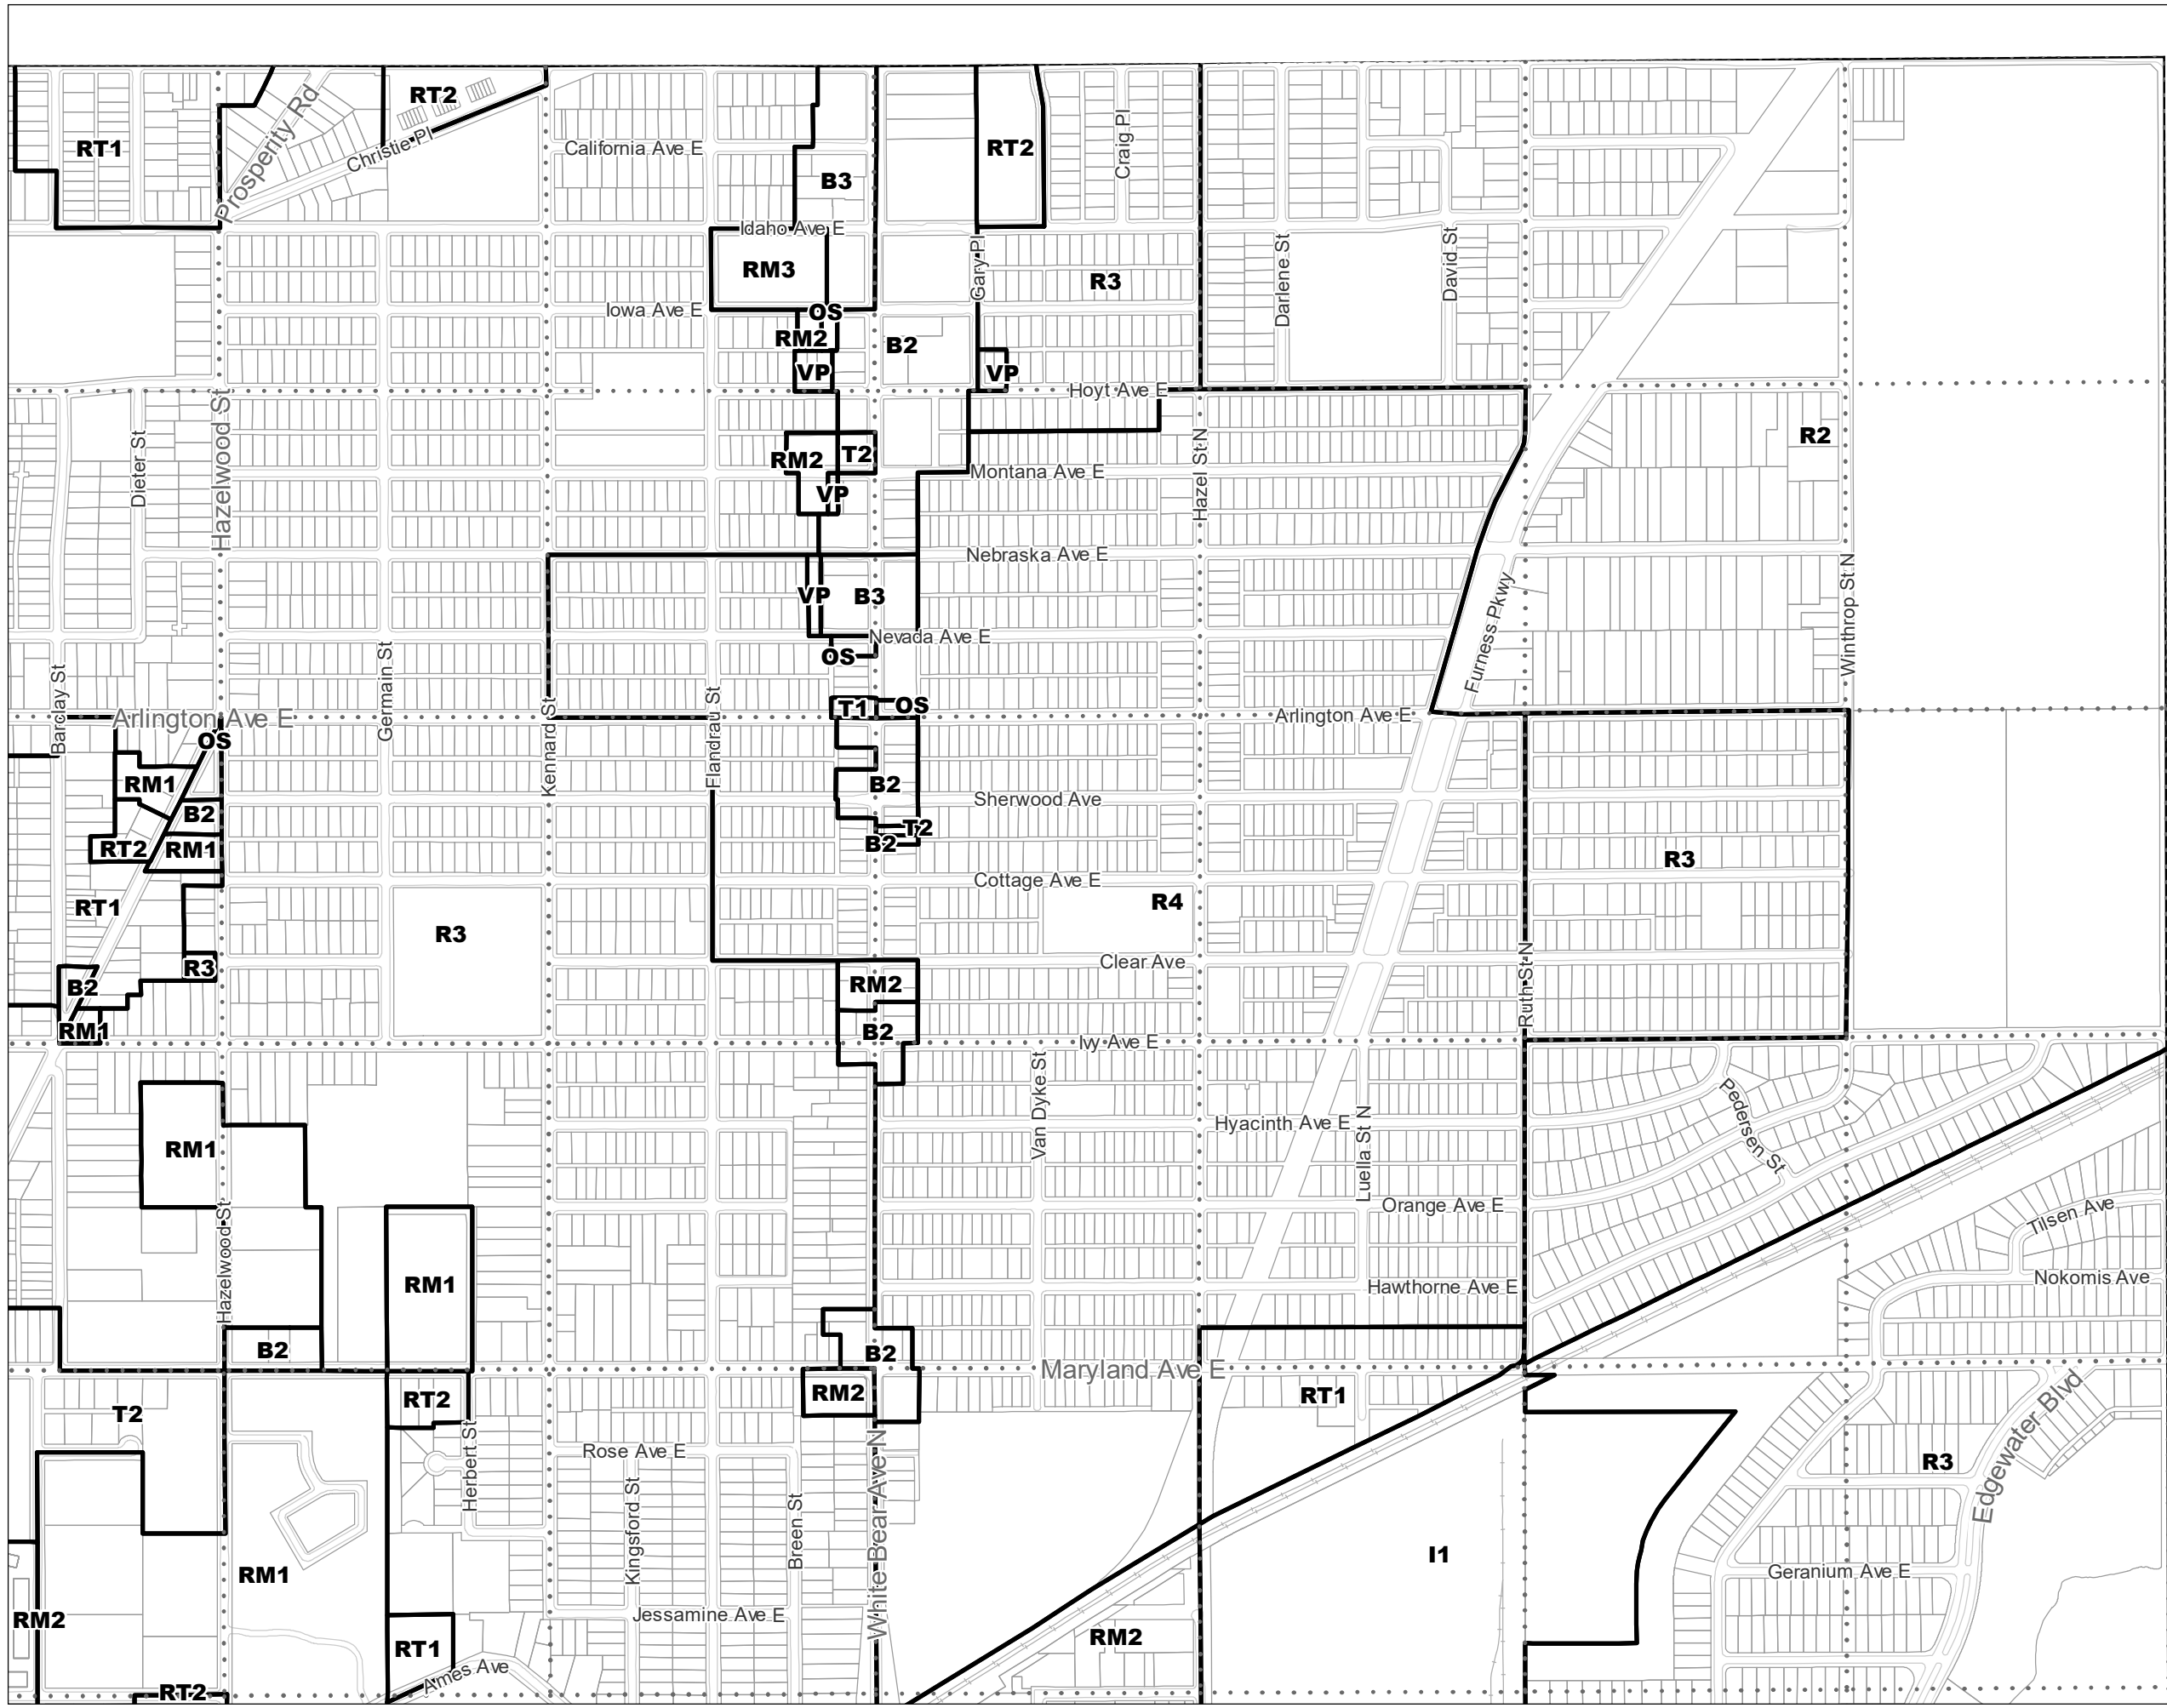 RT2
Prosperity Rd
RT1
Christie Pl
California Ave E
B3
RT2
Craig Pl
Idaho Ave E
RM3
Gary Pl
R3
Darlene St
David St
Iowa Ave E
OS
RM2
B2
VP
VP
Hoyt Ave E
Hazelwood St
Dieter St
R2
RM2
T2
Montana Ave E
Hazel St N
VP
Nebraska Ave E
VP
B3
Furness Pkwy
Winthrop St N
Nevada Ave E
OS
Barclay St
Germain St
Kennard St
Flandrau St
T1
OS
Arlington Ave E
Arlington Ave E
OS
RM1
B2
B2
Sherwood Ave
T2
B2
RT2
RM1
R3
Cottage Ave E
R4
RT1
R3
R3
Clear Ave
B2
RM2
Ruth St N
RM1
B2
Ivy Ave E
Van Dyke St
Pedersen St
RM1
Hyacinth Ave E
Luella St N
Hazelwood St
Orange Ave E
Tilsen Ave
RM1
Hawthorne Ave E
Nokomis Ave
B2
B2
Maryland Ave E
RT2
RM2
RT1
T2
Herbert St
Rose Ave E
R3
Edgewater Blvd
Kingsford St
Breen St
White Bear Ave N
I1
RM1
Geranium Ave E
RM2
Jessamine Ave E
RM2
RT1
Ames Ave
RT2